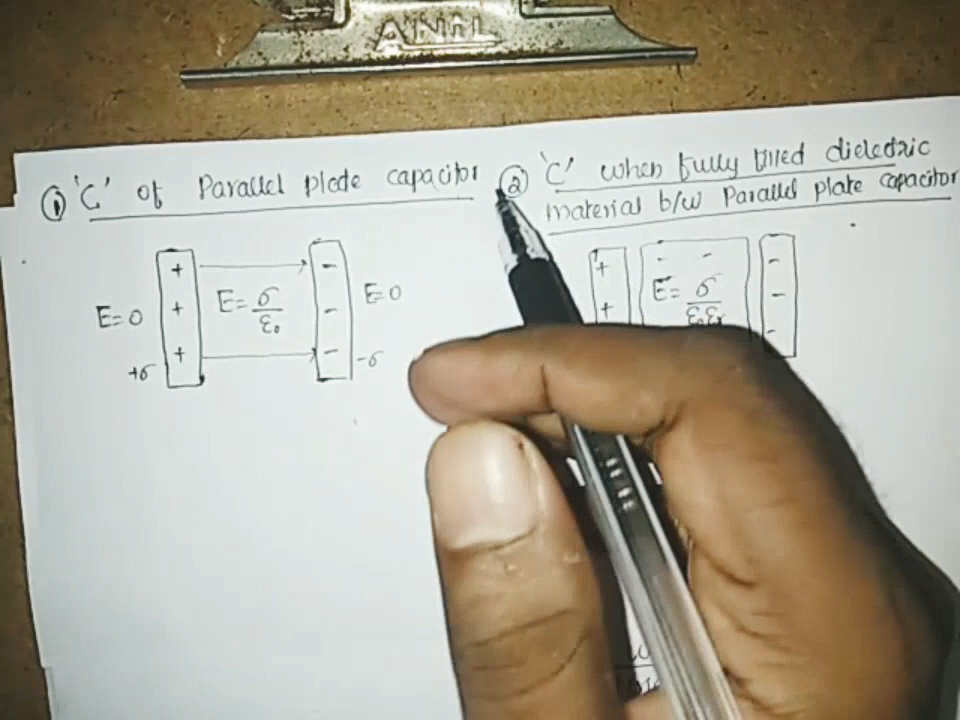 ANIL
① 'C' of Parallel plate capacitor
② 'C' when fully filled dielectric
material b/w Parallel plate capacitor
E=0
+σ
+
+
+
E=σ/ε₀
-
-
-
E=0
-σ
+
+
- -
E=σ/ε₀εᵣ
-
-
-